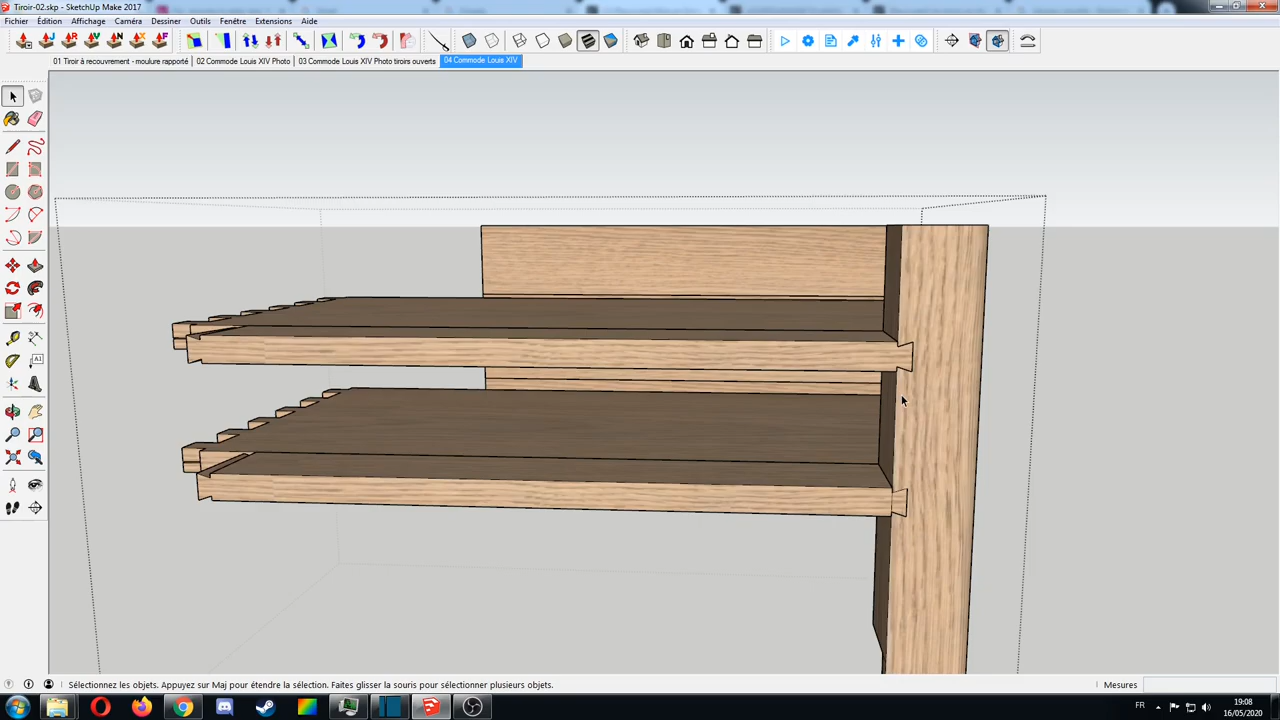 Tiroir-02.skp - SketchUp Make 2017
Fichier Édition Affichage Caméra Dessiner Outils Fenêtre Extensions Aide
01 Tiroir à recouvrement - moulure rapporté 02 Commode Louis XIV Photo 03 Commode Louis XIV Photo tiroirs ouverts 04 Commode Louis XIV
Sélectionnez les objets. Appuyez sur Maj pour étendre la sélection. Faites glisser la souris pour sélectionner plusieurs objets. Mesures
FR 19:08
16/05/2020